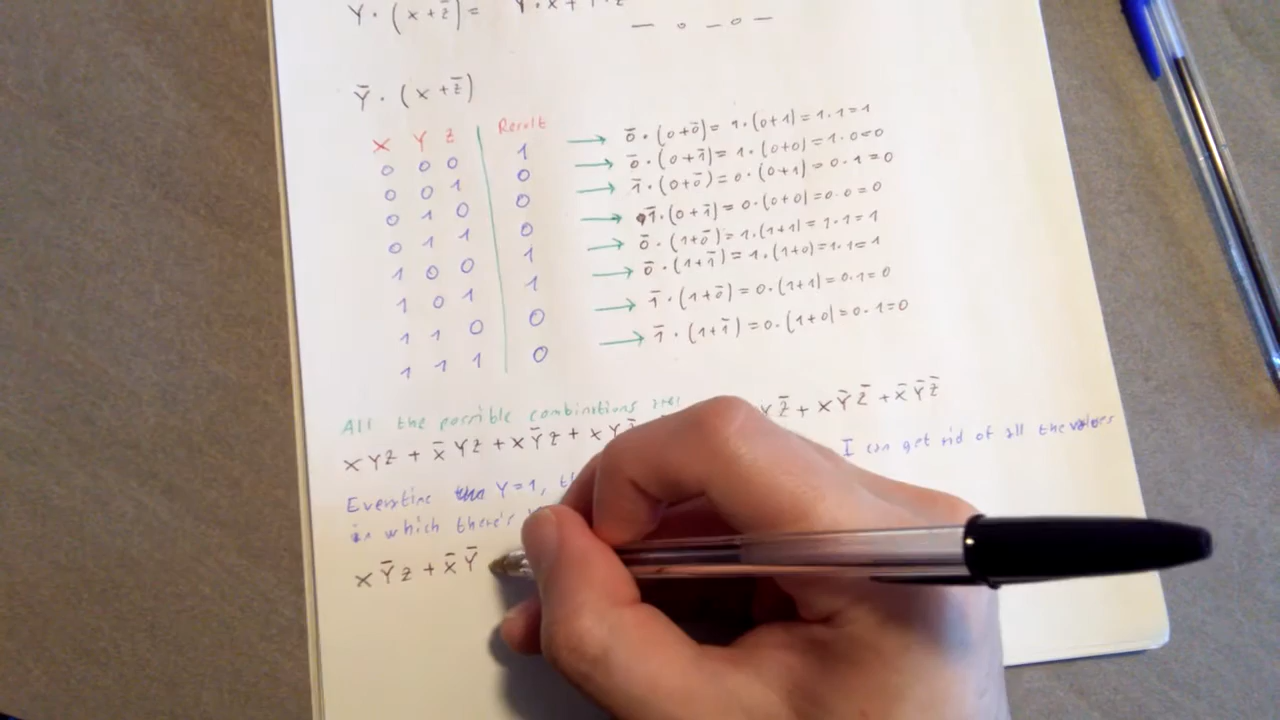 Y · (x+z̅) = Y·x+
Y̅ · (x+z̅)
X Y Z Result
0 0 0 1 → 0̅·(0+0̅)=1·(0+1)=1·1=1
0 0 1 0 → 0̅·(0+1̅)=1·(0+0)=1·0=0
0 1 0 0 → 1̅·(0+0̅)=0·(0+1)=0·1=0
0 1 1 0 → 1̅·(0+1̅)=0·(0+0)=0·0=0
1 0 0 1 → 0̅·(1+0̅)=1·(1+1)=1·1=1
1 0 1 1 → 0̅·(1+1̅)=1·(1+0)=1·1=1
1 1 0 0 → 1̅·(1+0̅)=0·(1+1)=0·1=0
1 1 1 0 → 1̅·(1+1̅)=0·(1+0)=0·1=0
All the possible combinations are:
XYZ + X̅YZ + XY̅Z + XY Z̅ + XY̅Z̅ + X̅Y̅Z̅
Y=1, I can get rid of all the values
in which there's
XY̅Z + X̅Y̅